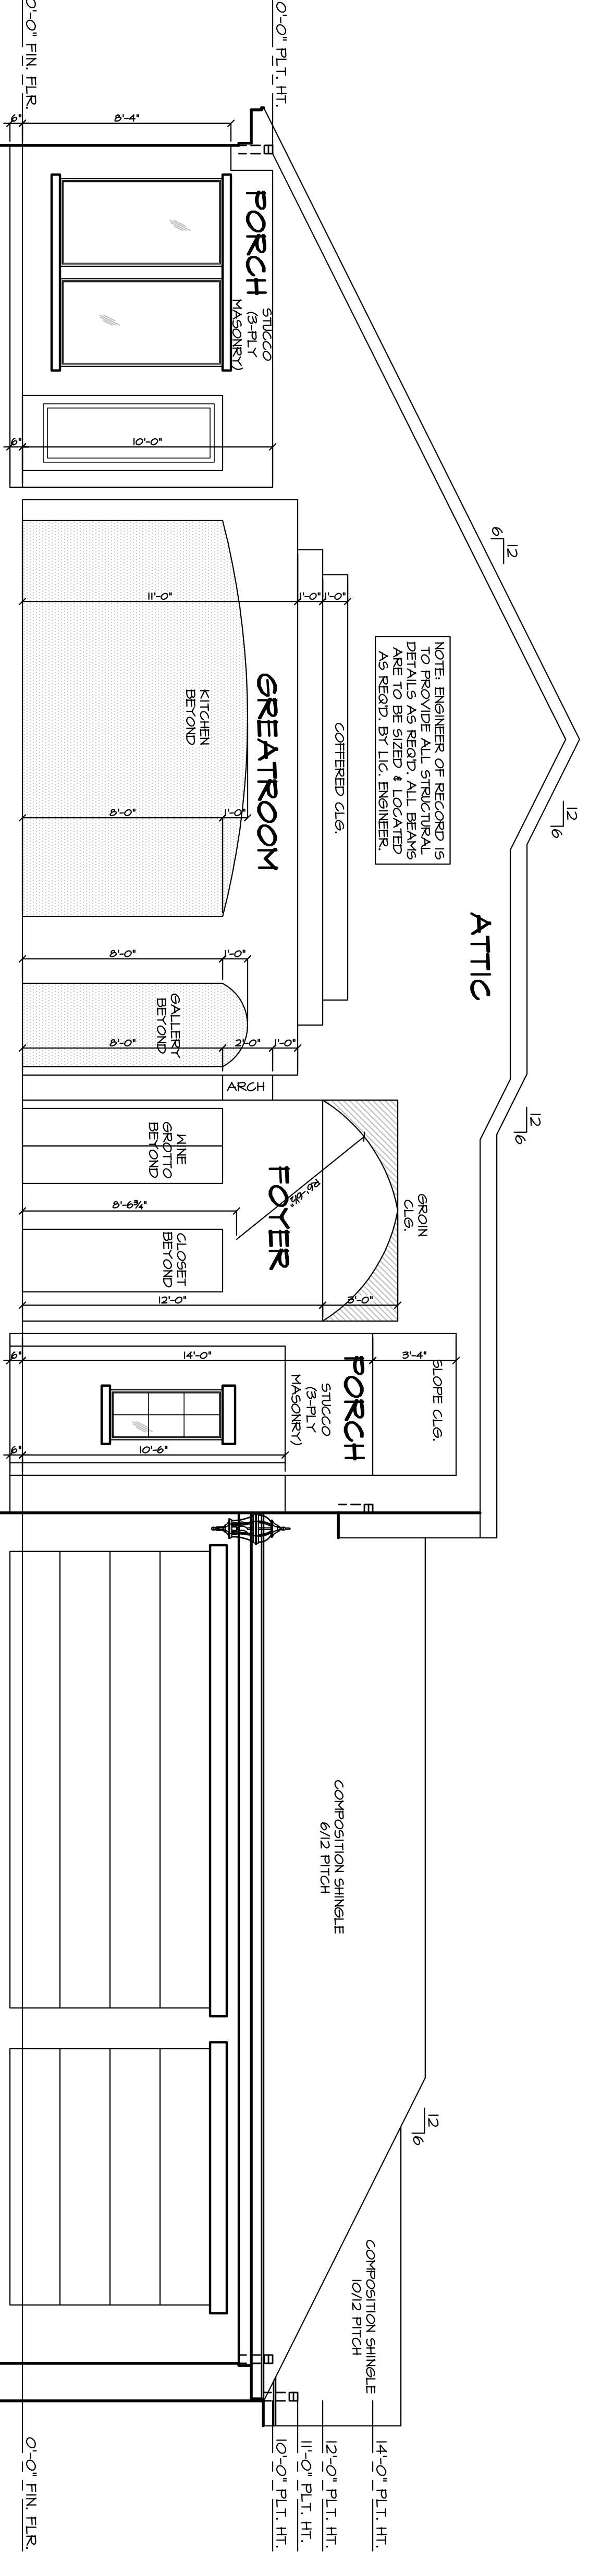 0'-0" FIN. FLR.
0'-0" PLT. HT.
6"
8'-4"
PORCH
STUCCO
(3-PLY
MASONRY)
6"
10'-0"
12
6
12
6
NOTE: ENGINEER OF RECORD IS
TO PROVIDE ALL STRUCTURAL
DETAILS AS REQ'D. ALL BEAMS
ARE TO BE SIZED & LOCATED
AS REQ'D. BY LIC. ENGINEER.
11'-0"
1'-0"
1'-0"
COFFERED CLG.
GREATROOM
KITCHEN
BEYOND
8'-0"
1'-0"
ATTIC
8'-0"
1'-0"
GALLERY
BEYOND
8'-0"
2'-0"
1'-0"
ARCH
12
6
WINE
GROTTO
BEYOND
FOYER
GROIN
CLG.
8'-6¾"
CLOSET
BEYOND
12'-0"
3'-0"
6"
14'-0"
3'-4"
SLOPE CLG.
PORCH
STUCCO
(3-PLY
MASONRY)
6"
10'-6"
COMPOSITION SHINGLE
6/12 PITCH
12
6
COMPOSITION SHINGLE
10/12 PITCH
14'-0" PLT. HT.
12'-0" PLT. HT.
11'-0" PLT. HT.
10'-0" PLT. HT.
0'-0" FIN. FLR.